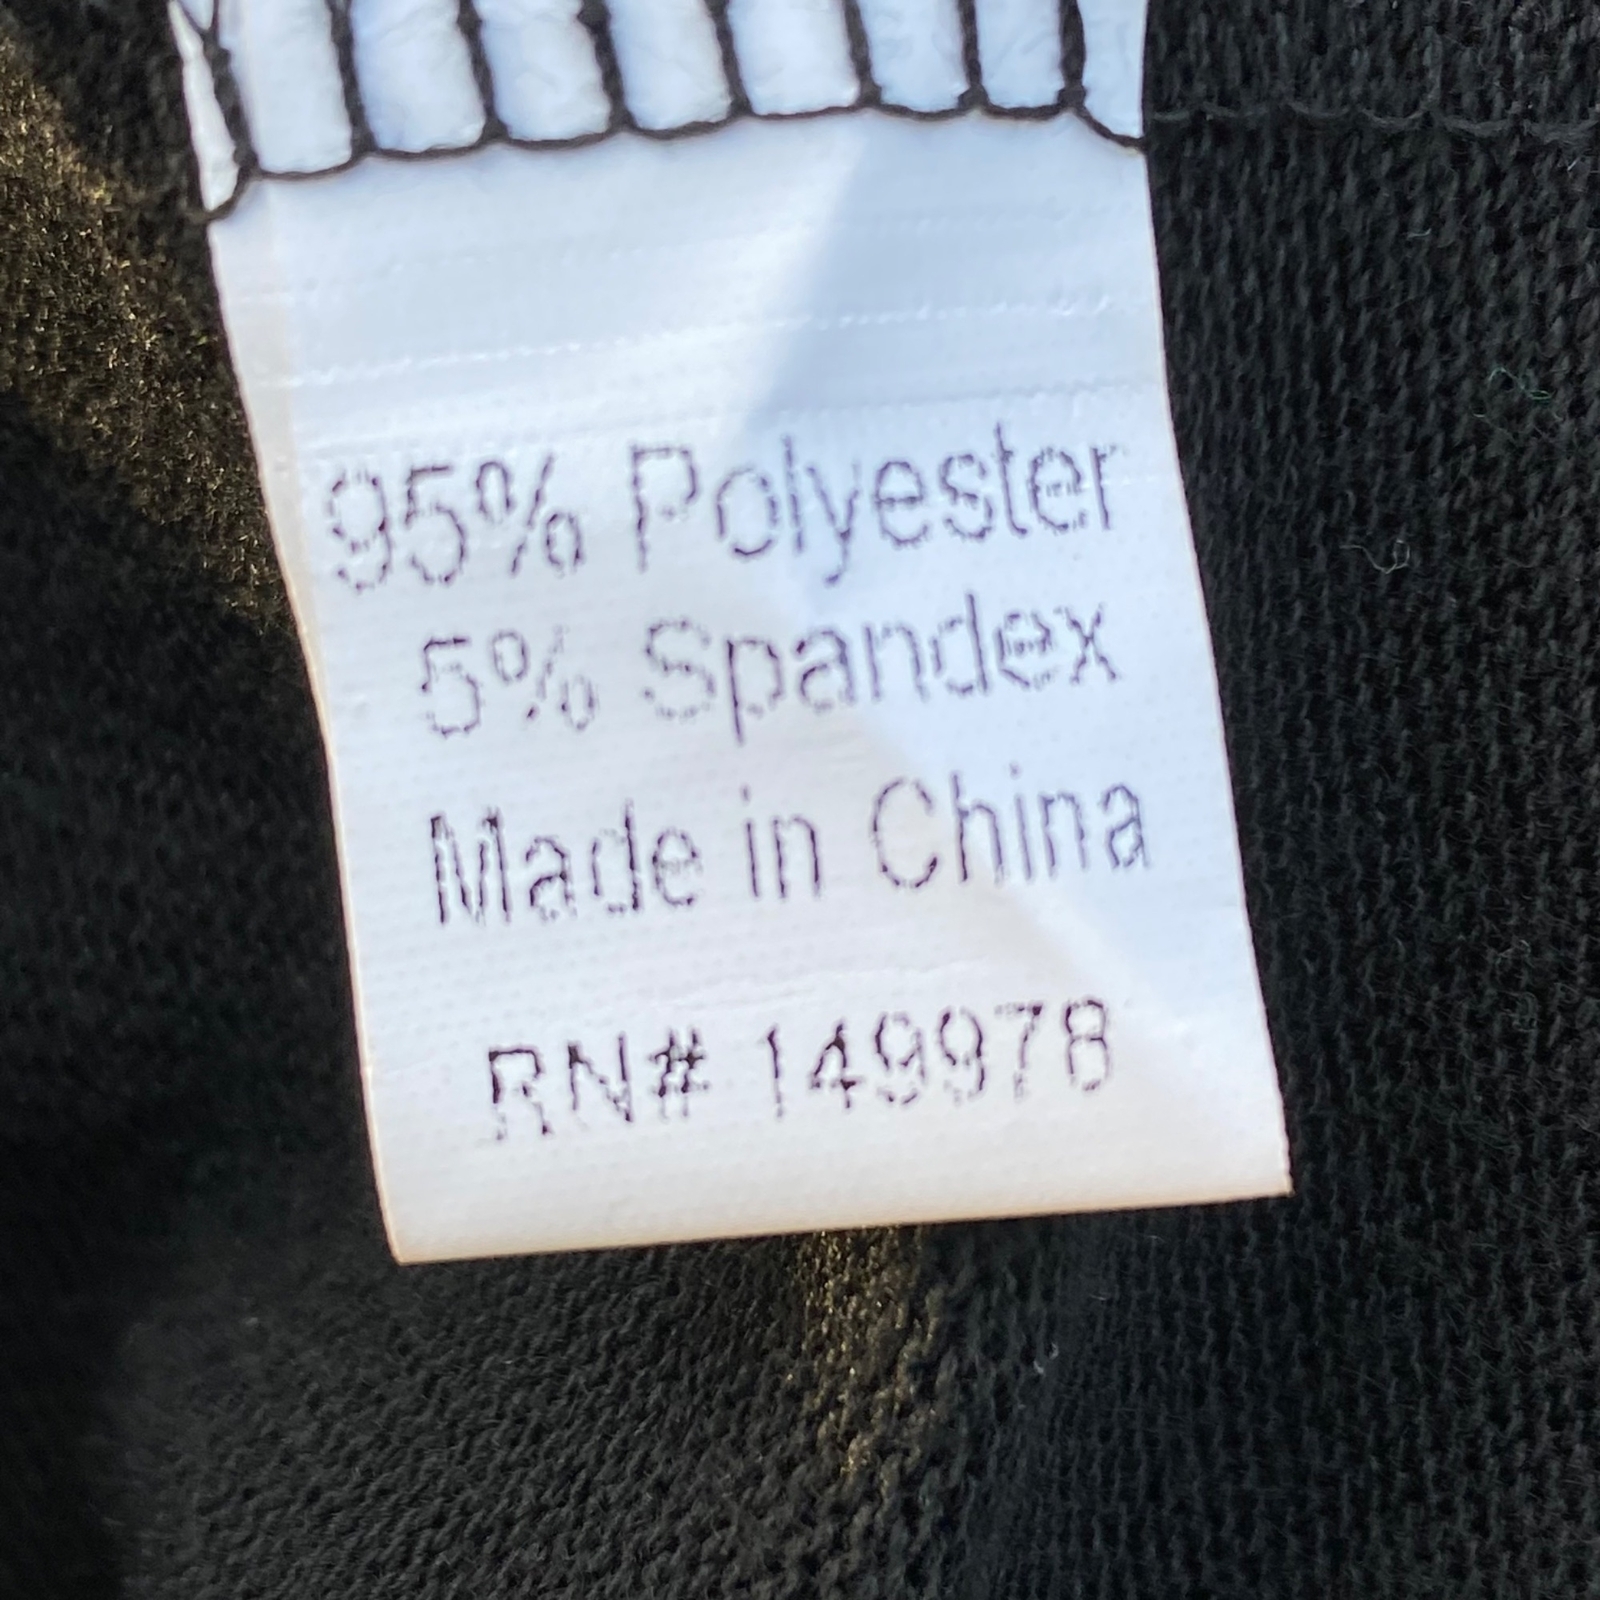 95% Polyester
5% Spandex
Made in China
RN# 149978